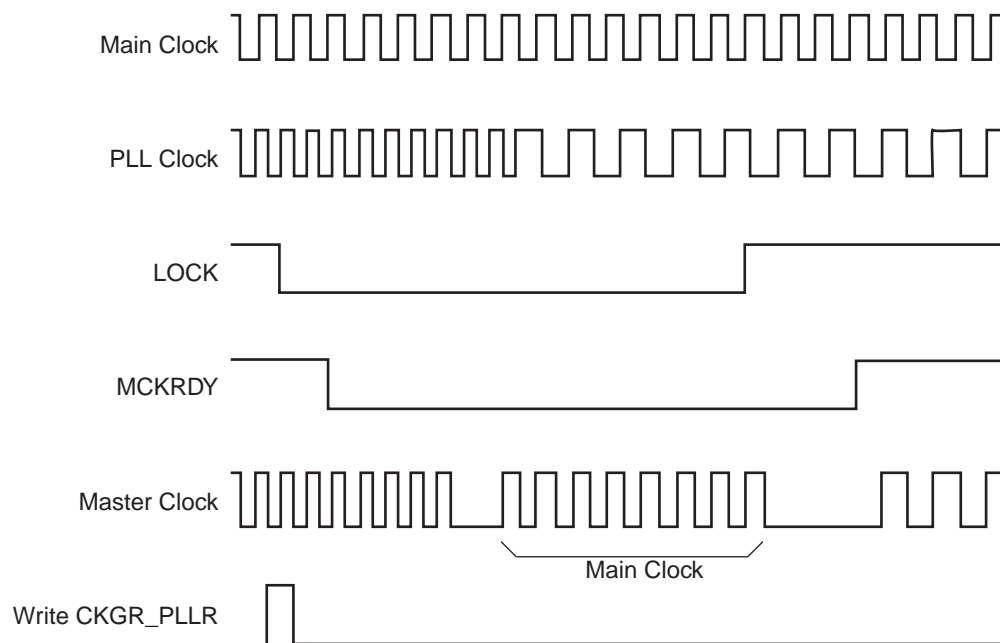 Main Clock
PLL Clock
LOCK
MCKRDY
Master Clock
Main Clock
Write CKGR_PLLR